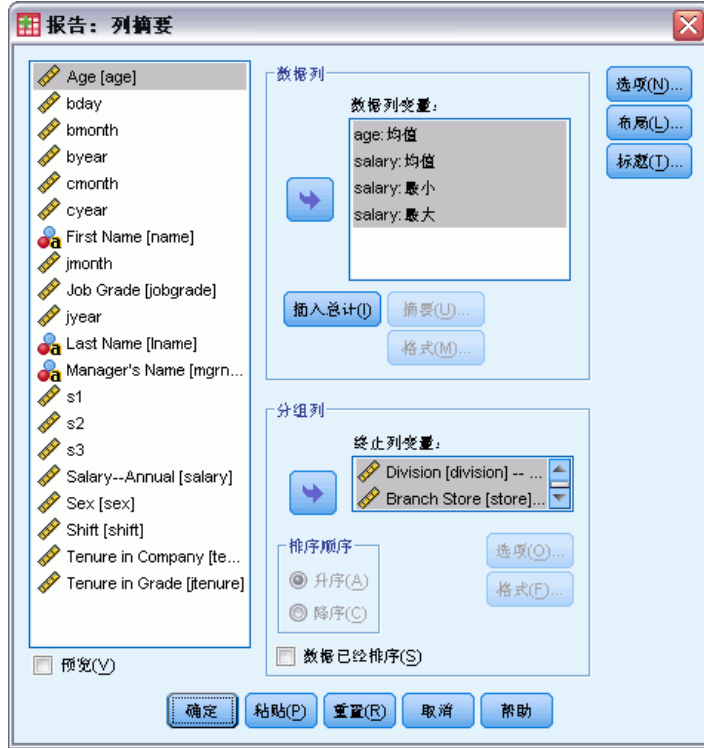 报告：列摘要
Age [age]
bday
bmonth
byear
cmonth
cyear
First Name [name]
jmonth
Job Grade [jobgrade]
jyear
Last Name [lname]
Manager's Name [mgrn...
s1
s2
s3
Salary--Annual [salary]
Sex [sex]
Shift [shift]
Tenure in Company [te...
Tenure in Grade [jtenure]
预览(V)
数据列
数据列变量：
age:均值
salary:均值
salary:最小
salary:最大
插入总计(I)
摘要(U)...
格式(M)...
分组列
终止列变量：
Division [division] -- ...
Branch Store [store]...
排序顺序
升序(A)
降序(C)
选项(O)...
格式(F)...
数据已经排序(S)
选项(N)...
布局(L)...
标题(T)...
确定
粘贴(P)
重置(R)
取消
帮助